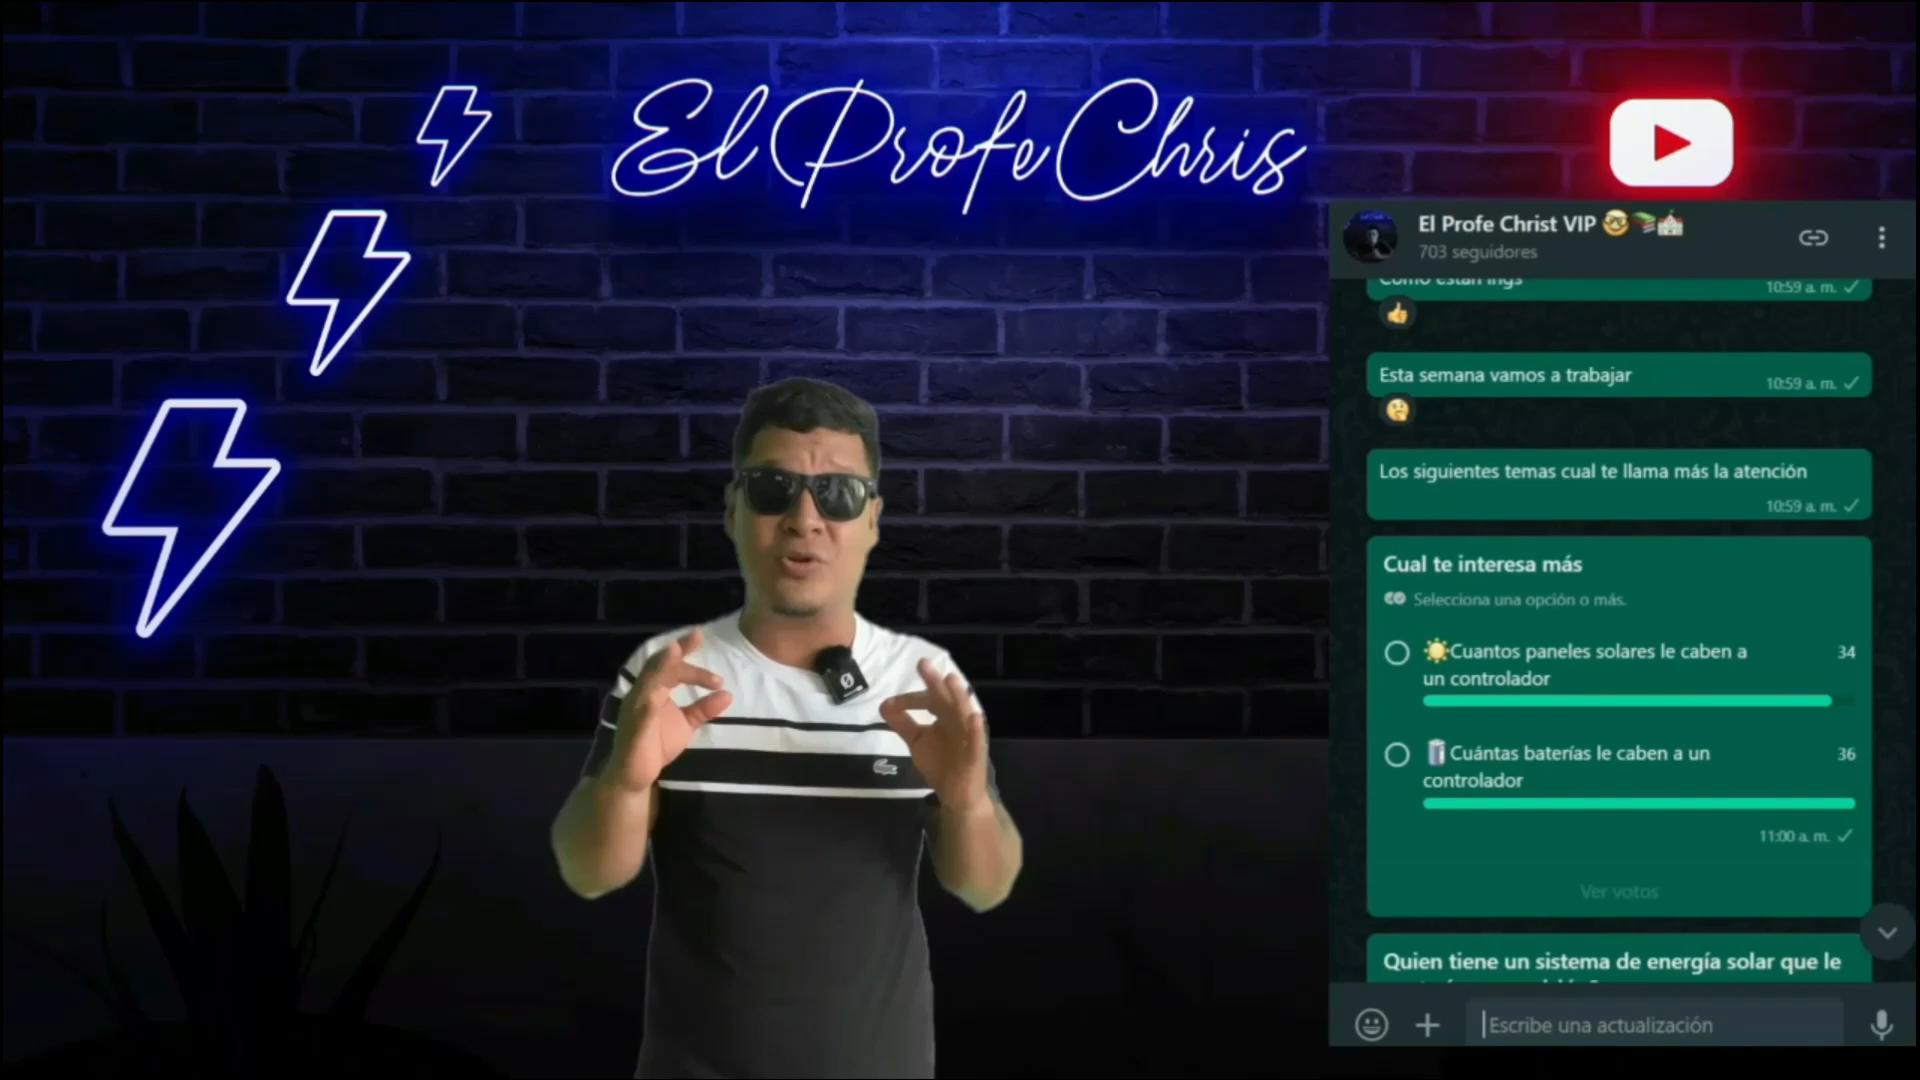 El Profe Chris
El Profe Christ VIP 🤓📚🏫
703 seguidores
Como están ings
10:59 a. m.
👍
Esta semana vamos a trabajar
10:59 a. m.
🤔
Los siguientes temas cual te llama más la atención
10:59 a. m.
Cual te interesa más
Selecciona una opción o más.
☀️Cuantos paneles solares le caben a 34
un controlador
🔋Cuántas baterías le caben a un 36
controlador
11:00 a. m.
Ver votos
Quien tiene un sistema de energía solar que le
Escribe una actualización